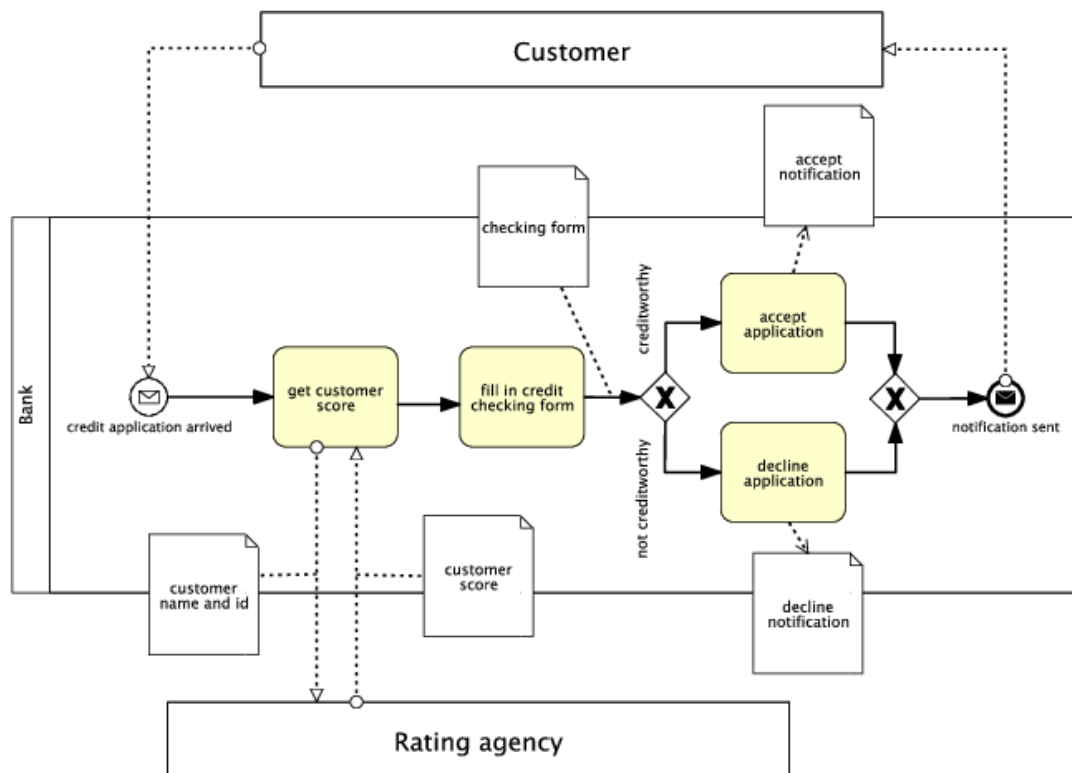 Customer
accept
notification
checking form
creditworthy
accept
application
Bank
get customer
score
fill in credit
checking form
X
X
credit application arrived
notification sent
not creditworthy
decline
application
customer
name and id
customer
score
decline
notification
Rating agency